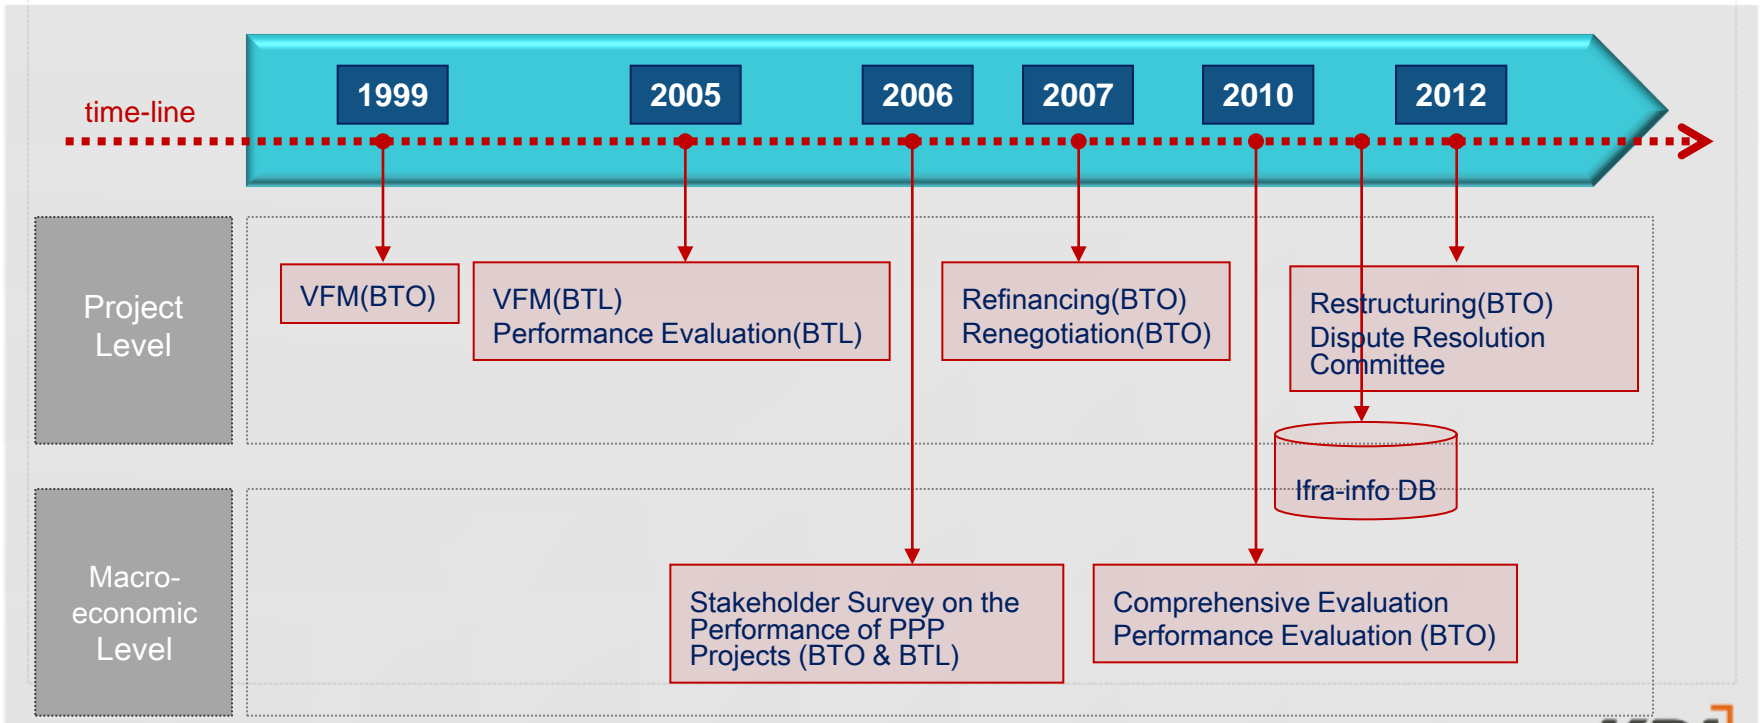 time-line
1999
2005
2006
2007
2010
2012
Project
Level
VFM(BTO)
VFM(BTL)
Performance Evaluation(BTL)
Refinancing(BTO)
Renegotiation(BTO)
Restructuring(BTO)
Dispute Resolution
Committee
Ifra-info DB
Macro-
economic
Level
Stakeholder Survey on the
Performance of PPP
Projects (BTO & BTL)
Comprehensive Evaluation
Performance Evaluation (BTO)